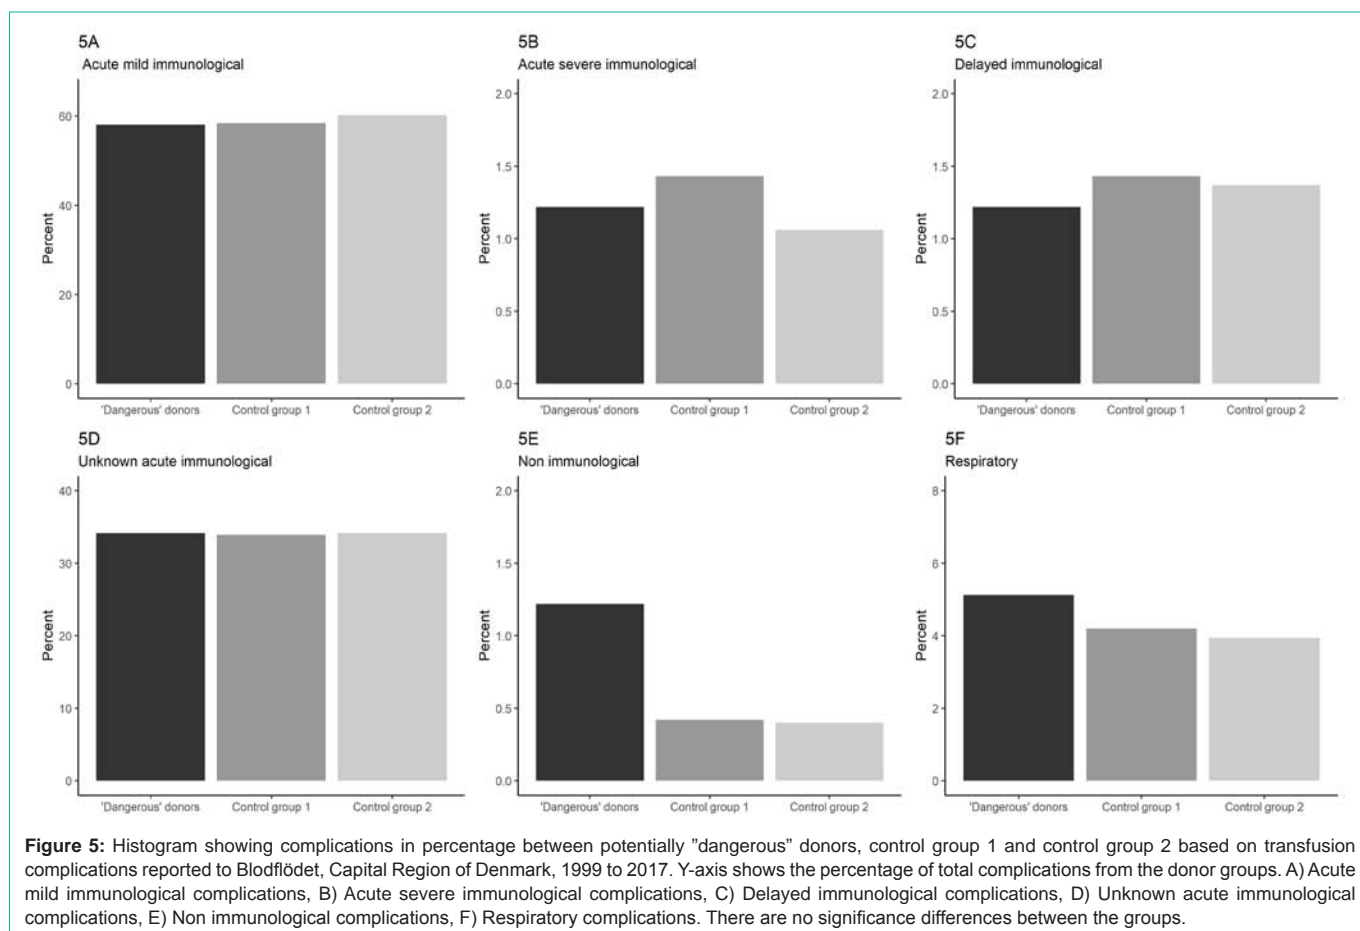 5A
Acute mild immunological
Percent
60
40
20
0
'Dangerous' donors
Control group 1
Control group 2
5B
Acute severe immunological
Percent
2.0
1.5
1.0
0.5
0.0
'Dangerous' donors
Control group 1
Control group 2
5C
Delayed immunological
Percent
2.0
1.5
1.0
0.5
0.0
'Dangerous' donors
Control group 1
Control group 2
5D
Unknown acute immunological
Percent
40
30
20
10
0
'Dangerous' donors
Control group 1
Control group 2
5E
Non immunological
Percent
2.0
1.5
1.0
0.5
0.0
'Dangerous' donors
Control group 1
Control group 2
5F
Respiratory
Percent
8
6
4
2
0
'Dangerous' donors
Control group 1
Control group 2
Figure 5: Histogram showing complications in percentage between potentially ”dangerous” donors, control group 1 and control group 2 based on transfusion
complications reported to Blodflödet, Capital Region of Denmark, 1999 to 2017. Y-axis shows the percentage of total complications from the donor groups. A) Acute
mild immunological complications, B) Acute severe immunological complications, C) Delayed immunological complications, D) Unknown acute immunological
complications, E) Non immunological complications, F) Respiratory complications. There are no significance differences between the groups.